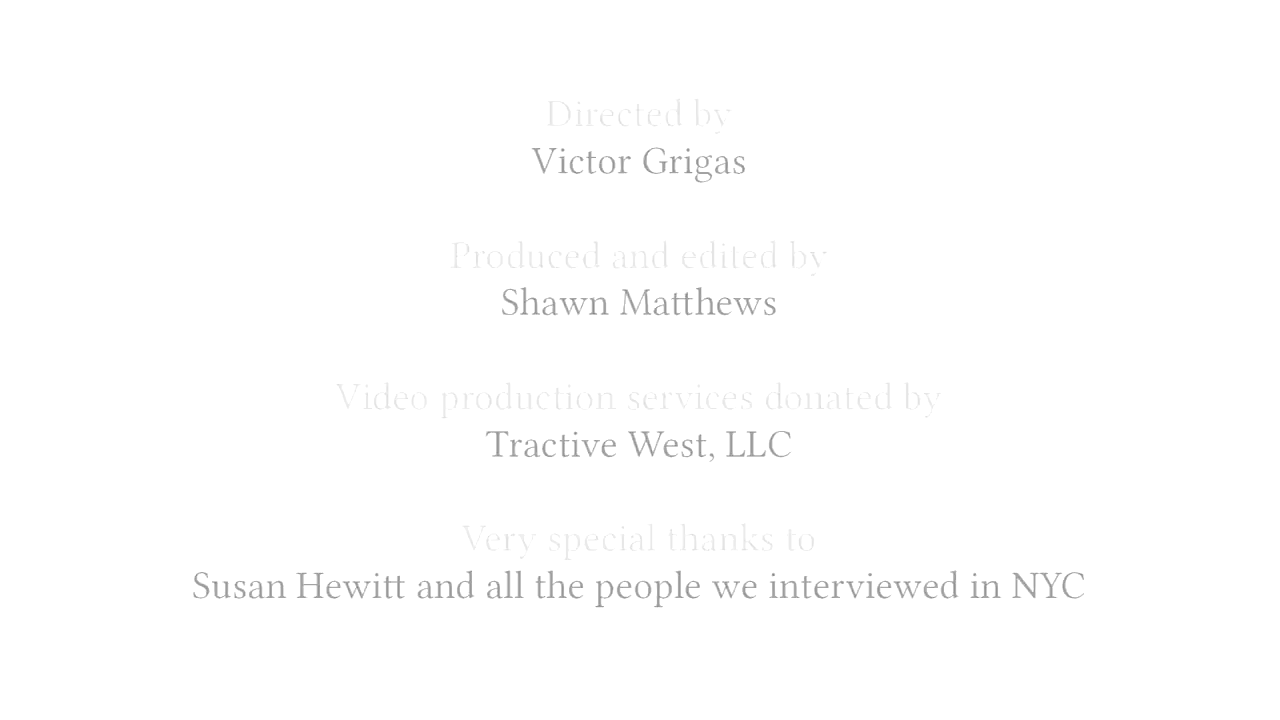 Directed by
Victor Grigas
Produced and edited by
Shawn Matthews
Video production services donated by
Tractive West, LLC
Very special thanks to
Susan Hewitt and all the people we interviewed in NYC